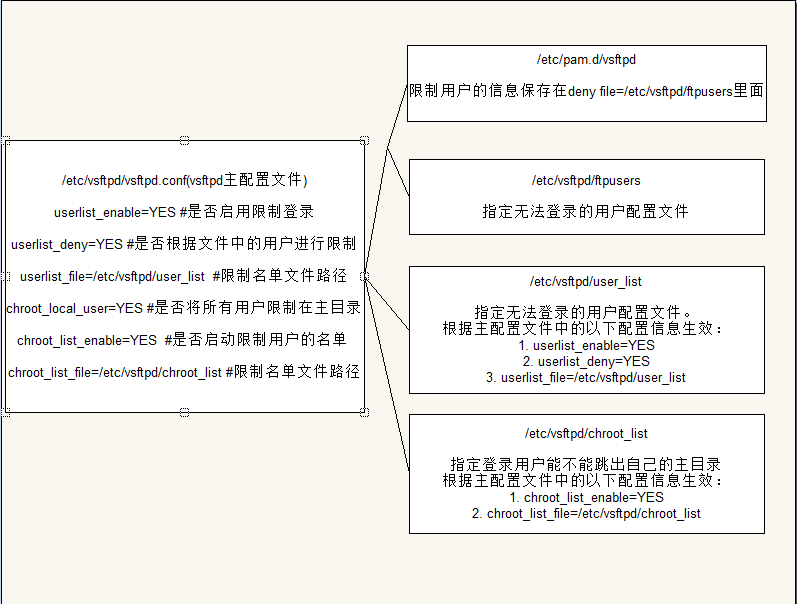 /etc/pam.d/vsftpd
限制用户的信息保存在deny file=/etc/vsftpd/ftpusers里面
/etc/vsftpd/vsftpd.conf(vsftpd主配置文件)
userlist_enable=YES #是否启用限制登录
userlist_deny=YES #是否根据文件中的用户进行限制
userlist_file=/etc/vsftpd/user_list #限制名单文件路径
chroot_local_user=YES #是否将所有用户限制在主目录
chroot_list_enable=YES #是否启动限制用户的名单
chroot_list_file=/etc/vsftpd/chroot_list #限制名单文件路径
/etc/vsftpd/ftpusers
指定无法登录的用户配置文件
/etc/vsftpd/user_list
指定无法登录的用户配置文件。
根据主配置文件中的以下配置信息生效：
1. userlist_enable=YES
2. userlist_deny=YES
3. userlist_file=/etc/vsftpd/user_list
/etc/vsftpd/chroot_list
指定登录用户能不能跳出自己的主目录
根据主配置文件中的以下配置信息生效：
1. chroot_list_enable=YES
2. chroot_list_file=/etc/vsftpd/chroot_list